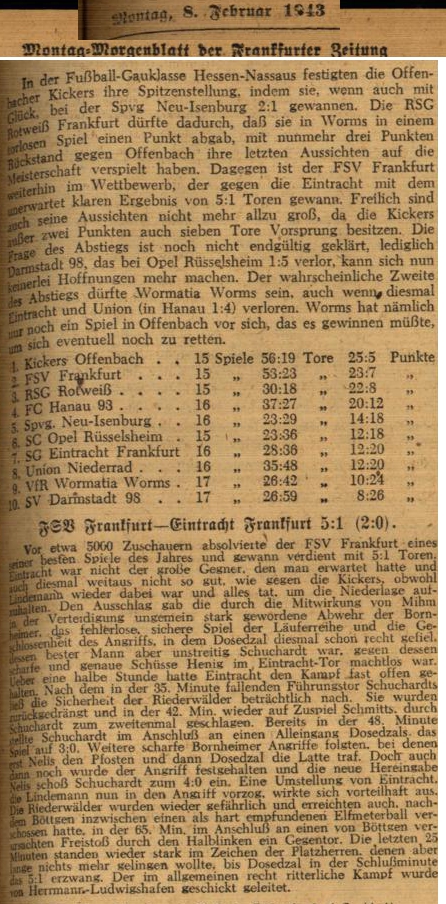 Montag, 8. Februar 1943
Montag-Morgenblatt der Frankfurter Zeitung
In der Fußball-Gauklasse Hessen-Nassaus festigten die Offen-
bacher Kickers ihre Spitzenstellung, indem sie, wenn auch mit
Glück, bei der Spvg Neu-Isenburg 2:1 gewannen. Die RSG
Rotweiß Frankfurt dürfte dadurch, daß sie in Worms in einem
torlosen Spiel einen Punkt abgab, mit nunmehr drei Punkten
Rückstand gegen Offenbach ihre letzten Aussichten auf die
Meisterschaft verspielt haben. Dagegen ist der FSV Frankfurt
weiterhin im Wettbewerb, der gegen die Eintracht mit dem
unerwartet klaren Ergebnis von 5:1 Toren gewann. Freilich sind
auch seine Aussichten nicht mehr allzu groß, da die Kickers
außer zwei Punkten auch sieben Tore Vorsprung besitzen. Die
Frage des Abstiegs ist noch nicht endgültig geklärt, lediglich
Darmstadt 98, das bei Opel Rüsselsheim 1:5 verlor, kann sich nun
keinerlei Hoffnungen mehr machen. Der wahrscheinliche Zweite
des Abstiegs dürfte Wormatia Worms sein, auch wenn diesmal
Eintracht und Union (in Hanau 1:4) verloren. Worms hat nämlich
nur noch ein Spiel in Offenbach vor sich, das es gewinnen müßte,
um sich eventuell noch zu retten.
1. Kickers Offenbach . . 15 Spiele 56:19 Tore 25:5 Punkte
2. FSV Frankfurt . . . 15 „ 53:23 „ 23:7 „
3. RSG Rotweiß . . . . 15 „ 30:18 „ 22:8 „
4. FC Hanau 93 . . . . 16 „ 37:27 „ 20:12 „
5. Spvg. Neu-Isenburg . . 16 „ 23:29 „ 14:18 „
6. SC Opel Rüsselsheim . 15 „ 23:36 „ 12:18 „
7. SG Eintracht Frankfurt 16 „ 28:36 „ 12:20 „
8. Union Niederrad . . . 16 „ 35:48 „ 12:20 „
9. VfR Wormatia Worms . 17 „ 26:42 „ 10:24 „
10. SV Darmstadt 98 . . 17 „ 26:59 „ 8:26 „
FSV Frankfurt—Eintracht Frankfurt 5:1 (2:0).
Vor etwa 5000 Zuschauern absolvierte der FSV Frankfurt eines
seiner besten Spiele des Jahres und gewann verdient mit 5:1 Toren.
Eintracht war nicht der große Gegner, den man erwartet hatte und
auch diesmal weitaus nicht so gut, wie gegen die Kickers, obwohl
Lindemann wieder dabei war und alles tat, um die Niederlage auf-
zuhalten. Den Ausschlag gab die durch die Mitwirkung von Mihm
in der Verteidigung ungemein stark gewordene Abwehr der Born-
heimer, das fehlerlose, sichere Spiel der Läuferreihe und die Ge-
schlossenheit des Angriffs, in dem Dosedzal diesmal schon recht gefiel,
dessen bester Mann aber unstreitig Schuchardt war, gegen dessen
scharfe und genaue Schüsse Henig im Eintracht-Tor machtlos war.
Ueber eine halbe Stunde hatte Eintracht den Kampf fast offen ge-
halten. Nach dem in der 35. Minute fallenden Führungstor Schuchardts
ließ die Sicherheit der Riederwälder beträchtlich nach. Sie wurden
zurückgedrängt und in der 42. Min. wieder auf Zuspiel Schmitts, durch
Schuchardt zum zweitenmal geschlagen. Bereits in der 48. Minute
stellte Schuchardt im Anschluß an einen Alleingang Dosedzals das
Spiel auf 3:0. Weitere scharfe Bornheimer Angriffe folgten, bei denen
erst Nelis den Pfosten und dann Dosedzal die Latte traf. Doch auch
dann noch wurde der Angriff festgehalten und die neue Hereingabe
Nelis schoß Schuchardt zum 4:0 ein. Eine Umstellung von Eintracht,
die Lindemann nun in den Angriff vorzog, wirkte sich vorteilhaft aus.
Die Riederwälder wurden wieder gefährlich und erreichten auch, nach-
dem Böttgen inzwischen einen als hart empfundenen Elfmeterball ver-
schossen hatte, in der 65. Min. im Anschluß an einen von Böttgen ver-
ursachten Freistoß durch den Halblinken ein Gegentor. Die letzten 25
Minuten standen wieder stark im Zeichen der Platzherren, denen aber
lange nichts mehr gelingen wollte, bis Dosedzal in der Schlußminute
das 5:1 erzwang. Der im allgemeinen recht ritterliche Kampf wurde
von Herrmann-Ludwigshafen geschickt geleitet.